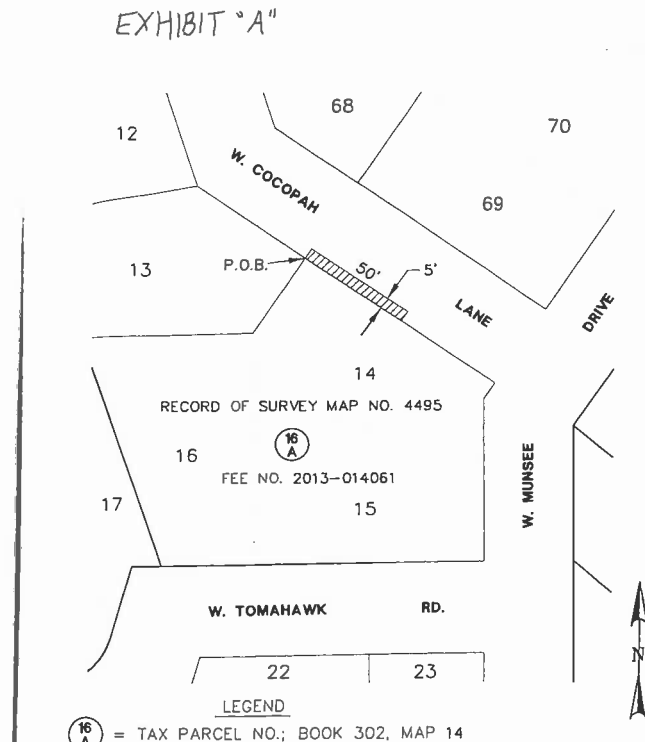 EXHIBIT "A"
68
12
70
W. COCOPAH
69
13
P.O.B.
50'
5'
LANE
DRIVE
14
RECORD OF SURVEY MAP NO. 4495
16
16
A
FEE NO. 2013-014061
W. MUNSEE
17
15
W. TOMAHAWK RD.
N
22
23
LEGEND
16
A
= TAX PARCEL NO.; BOOK 302, MAP 14